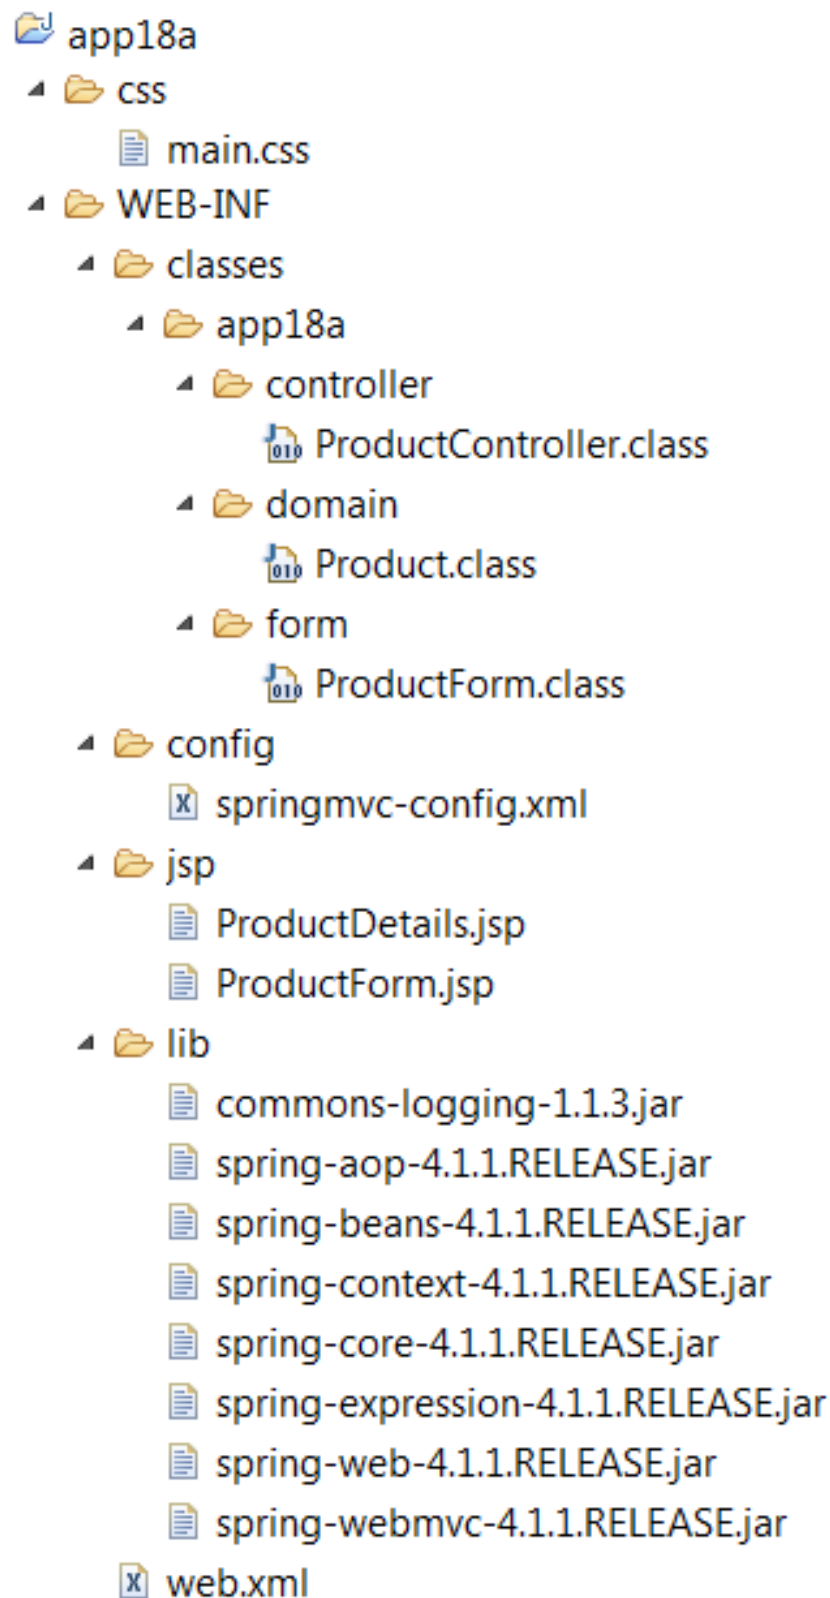 app18a
css
main.css
WEB-INF
classes
app18a
controller
ProductController.class
domain
Product.class
form
ProductForm.class
config
springmvc-config.xml
jsp
ProductDetails.jsp
ProductForm.jsp
lib
commons-logging-1.1.3.jar
spring-aop-4.1.1.RELEASE.jar
spring-beans-4.1.1.RELEASE.jar
spring-context-4.1.1.RELEASE.jar
spring-core-4.1.1.RELEASE.jar
spring-expression-4.1.1.RELEASE.jar
spring-web-4.1.1.RELEASE.jar
spring-webmvc-4.1.1.RELEASE.jar
web.xml